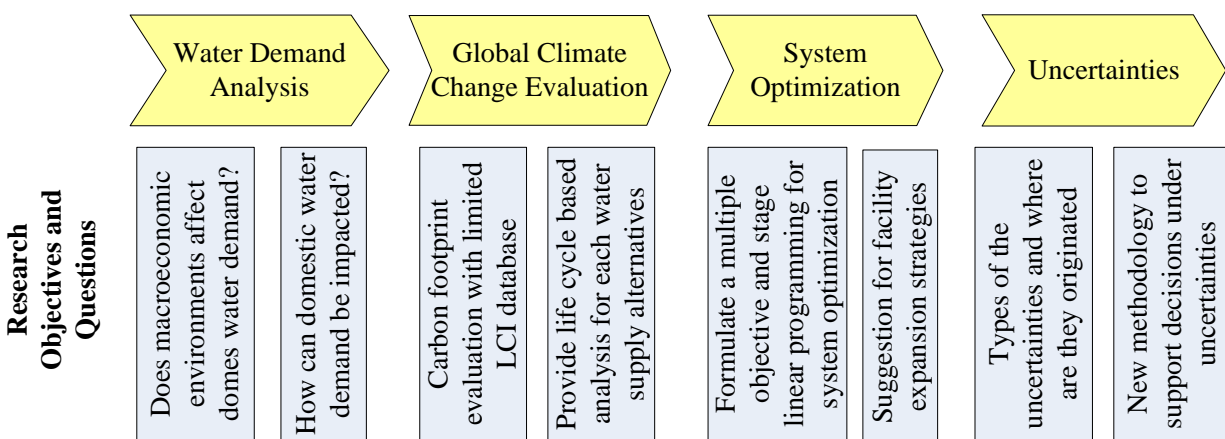 Water Demand
Analysis
Global Climate
Change Evaluation
System
Optimization
Uncertainties
Research
Objectives and
Questions
Does macroeconomic
environments affect
domes water demand?
How can domestic water
demand be impacted?
Carbon footprint
evaluation with limited
LCI database
Provide life cycle based
analysis for each water
supply alternatives
Formulate a multiple
objective and stage
linear programming for
system optimization
Suggestion for facility
expansion strategies
Types of the
uncertainties and where
are they originated
New methodology to
support decisions under
uncertainties